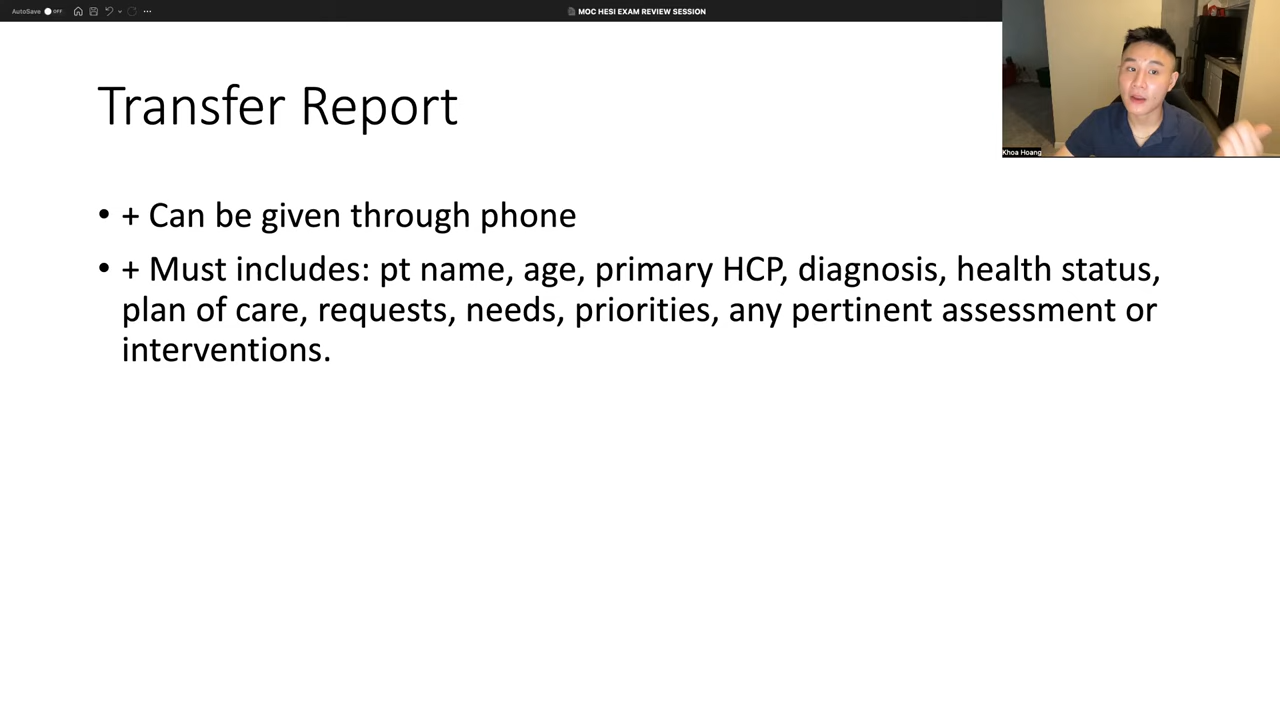 AutoSave OFF
MOC HESI EXAM REVIEW SESSION
Transfer Report
• + Can be given through phone
• + Must includes: pt name, age, primary HCP, diagnosis, health status,
plan of care, requests, needs, priorities, any pertinent assessment or
interventions.
Khoa Hoang